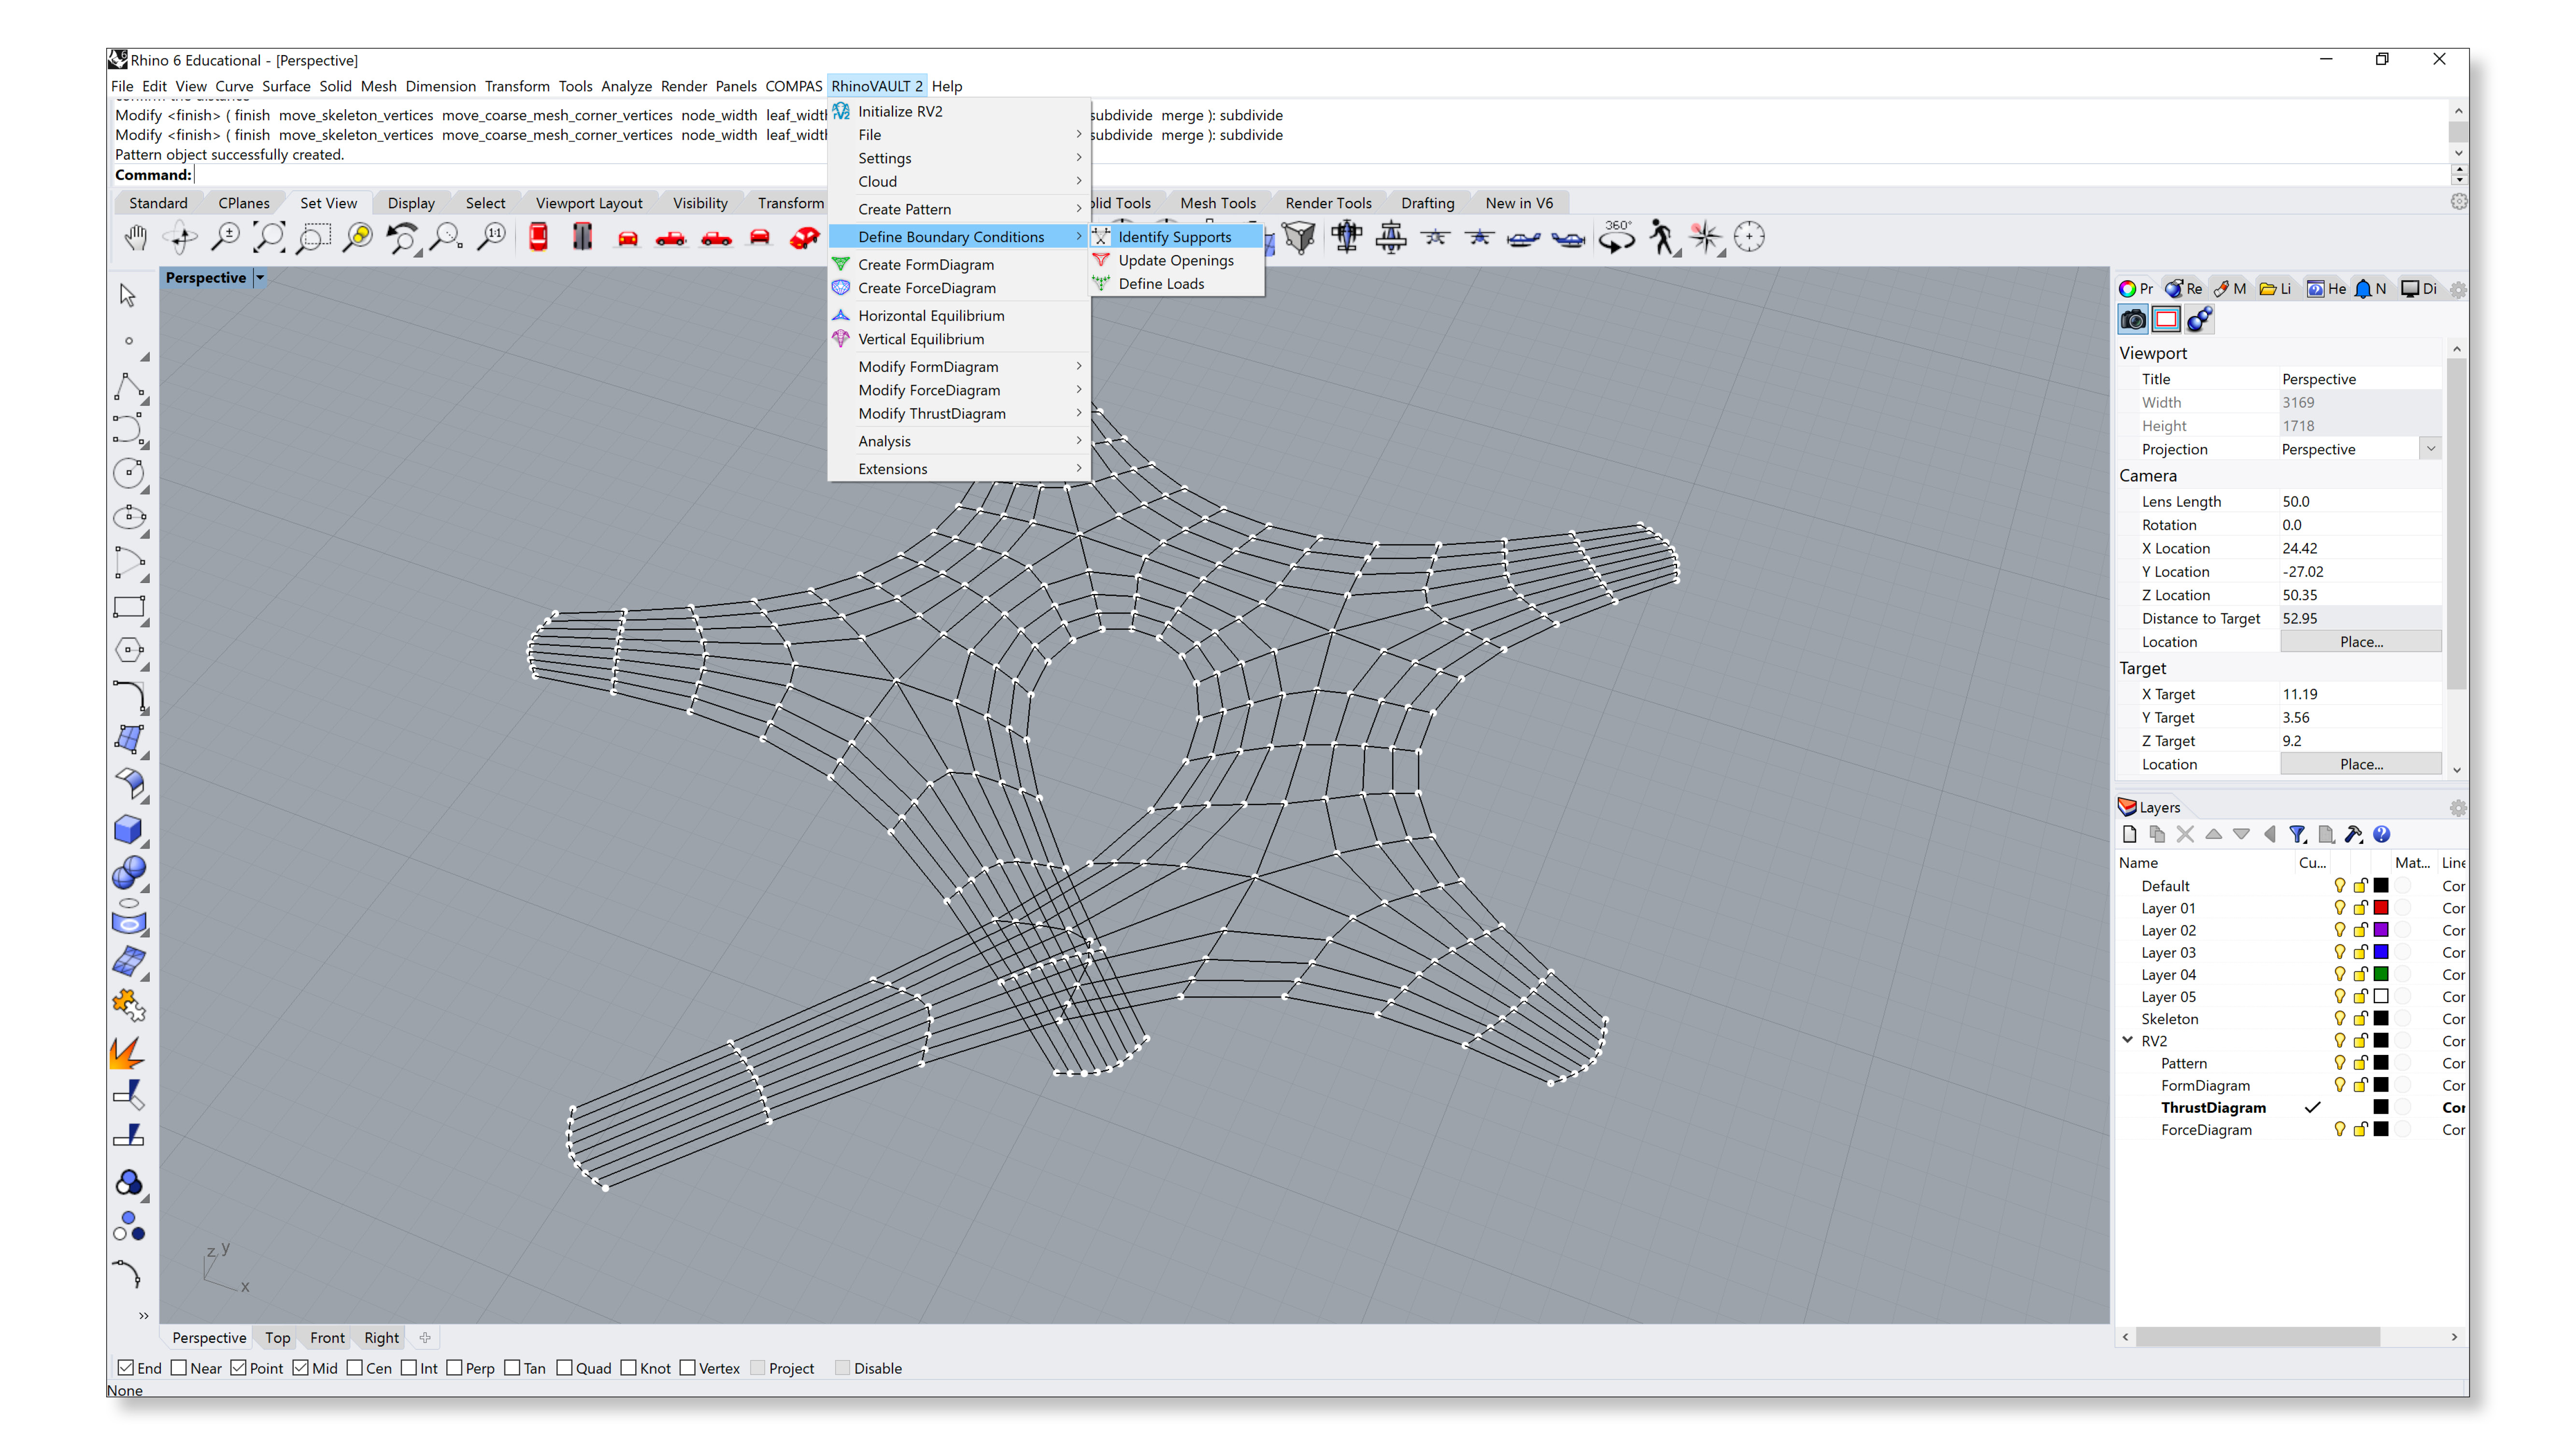 Rhino 6 Educational - [Perspective]
File Edit View Curve Surface Solid Mesh Dimension Transform Tools Analyze Render Panels COMPAS RhinoVAULT 2 Help
Modify <finish> ( finish move_skeleton_vertices move_coarse_mesh_corner_vertices node_width subdivide merge ): subdivide
Modify <finish> ( finish move_skeleton_vertices move_coarse_mesh_corner_vertices node_width subdivide merge ): subdivide
Pattern object successfully created.
Command:
Initialize RV2
File
Settings
Cloud
Create Pattern
Define Boundary Conditions
Create FormDiagram
Create ForceDiagram
Horizontal Equilibrium
Vertical Equilibrium
Modify FormDiagram
Modify ForceDiagram
Modify ThrustDiagram
Analysis
Extensions
Identify Supports
Update Openings
Define Loads
Standard CPlanes Set View Display Select Viewport Layout Visibility Transform Tools Mesh Tools Render Tools Drafting New in V6
1:1
360°
Perspective
Pr Re M Li He N Di
Viewport
Title Perspective
Width 3169
Height 1718
Projection Perspective
Camera
Lens Length 50.0
Rotation 0.0
X Location 24.42
Y Location -27.02
Z Location 50.35
Distance to Target 52.95
Location Place...
Target
X Target 11.19
Y Target 3.56
Z Target 9.2
Location Place...
Layers
Name Cu... Mat... Line
Default Cor
Layer 01 Cor
Layer 02 Cor
Layer 03 Cor
Layer 04 Cor
Layer 05 Cor
Skeleton Cor
RV2 Cor
Pattern Cor
FormDiagram Cor
ThrustDiagram Cor
ForceDiagram Cor
z y
x
Perspective Top Front Right
End Near Point Mid Cen Int Perp Tan Quad Knot Vertex Project Disable
None